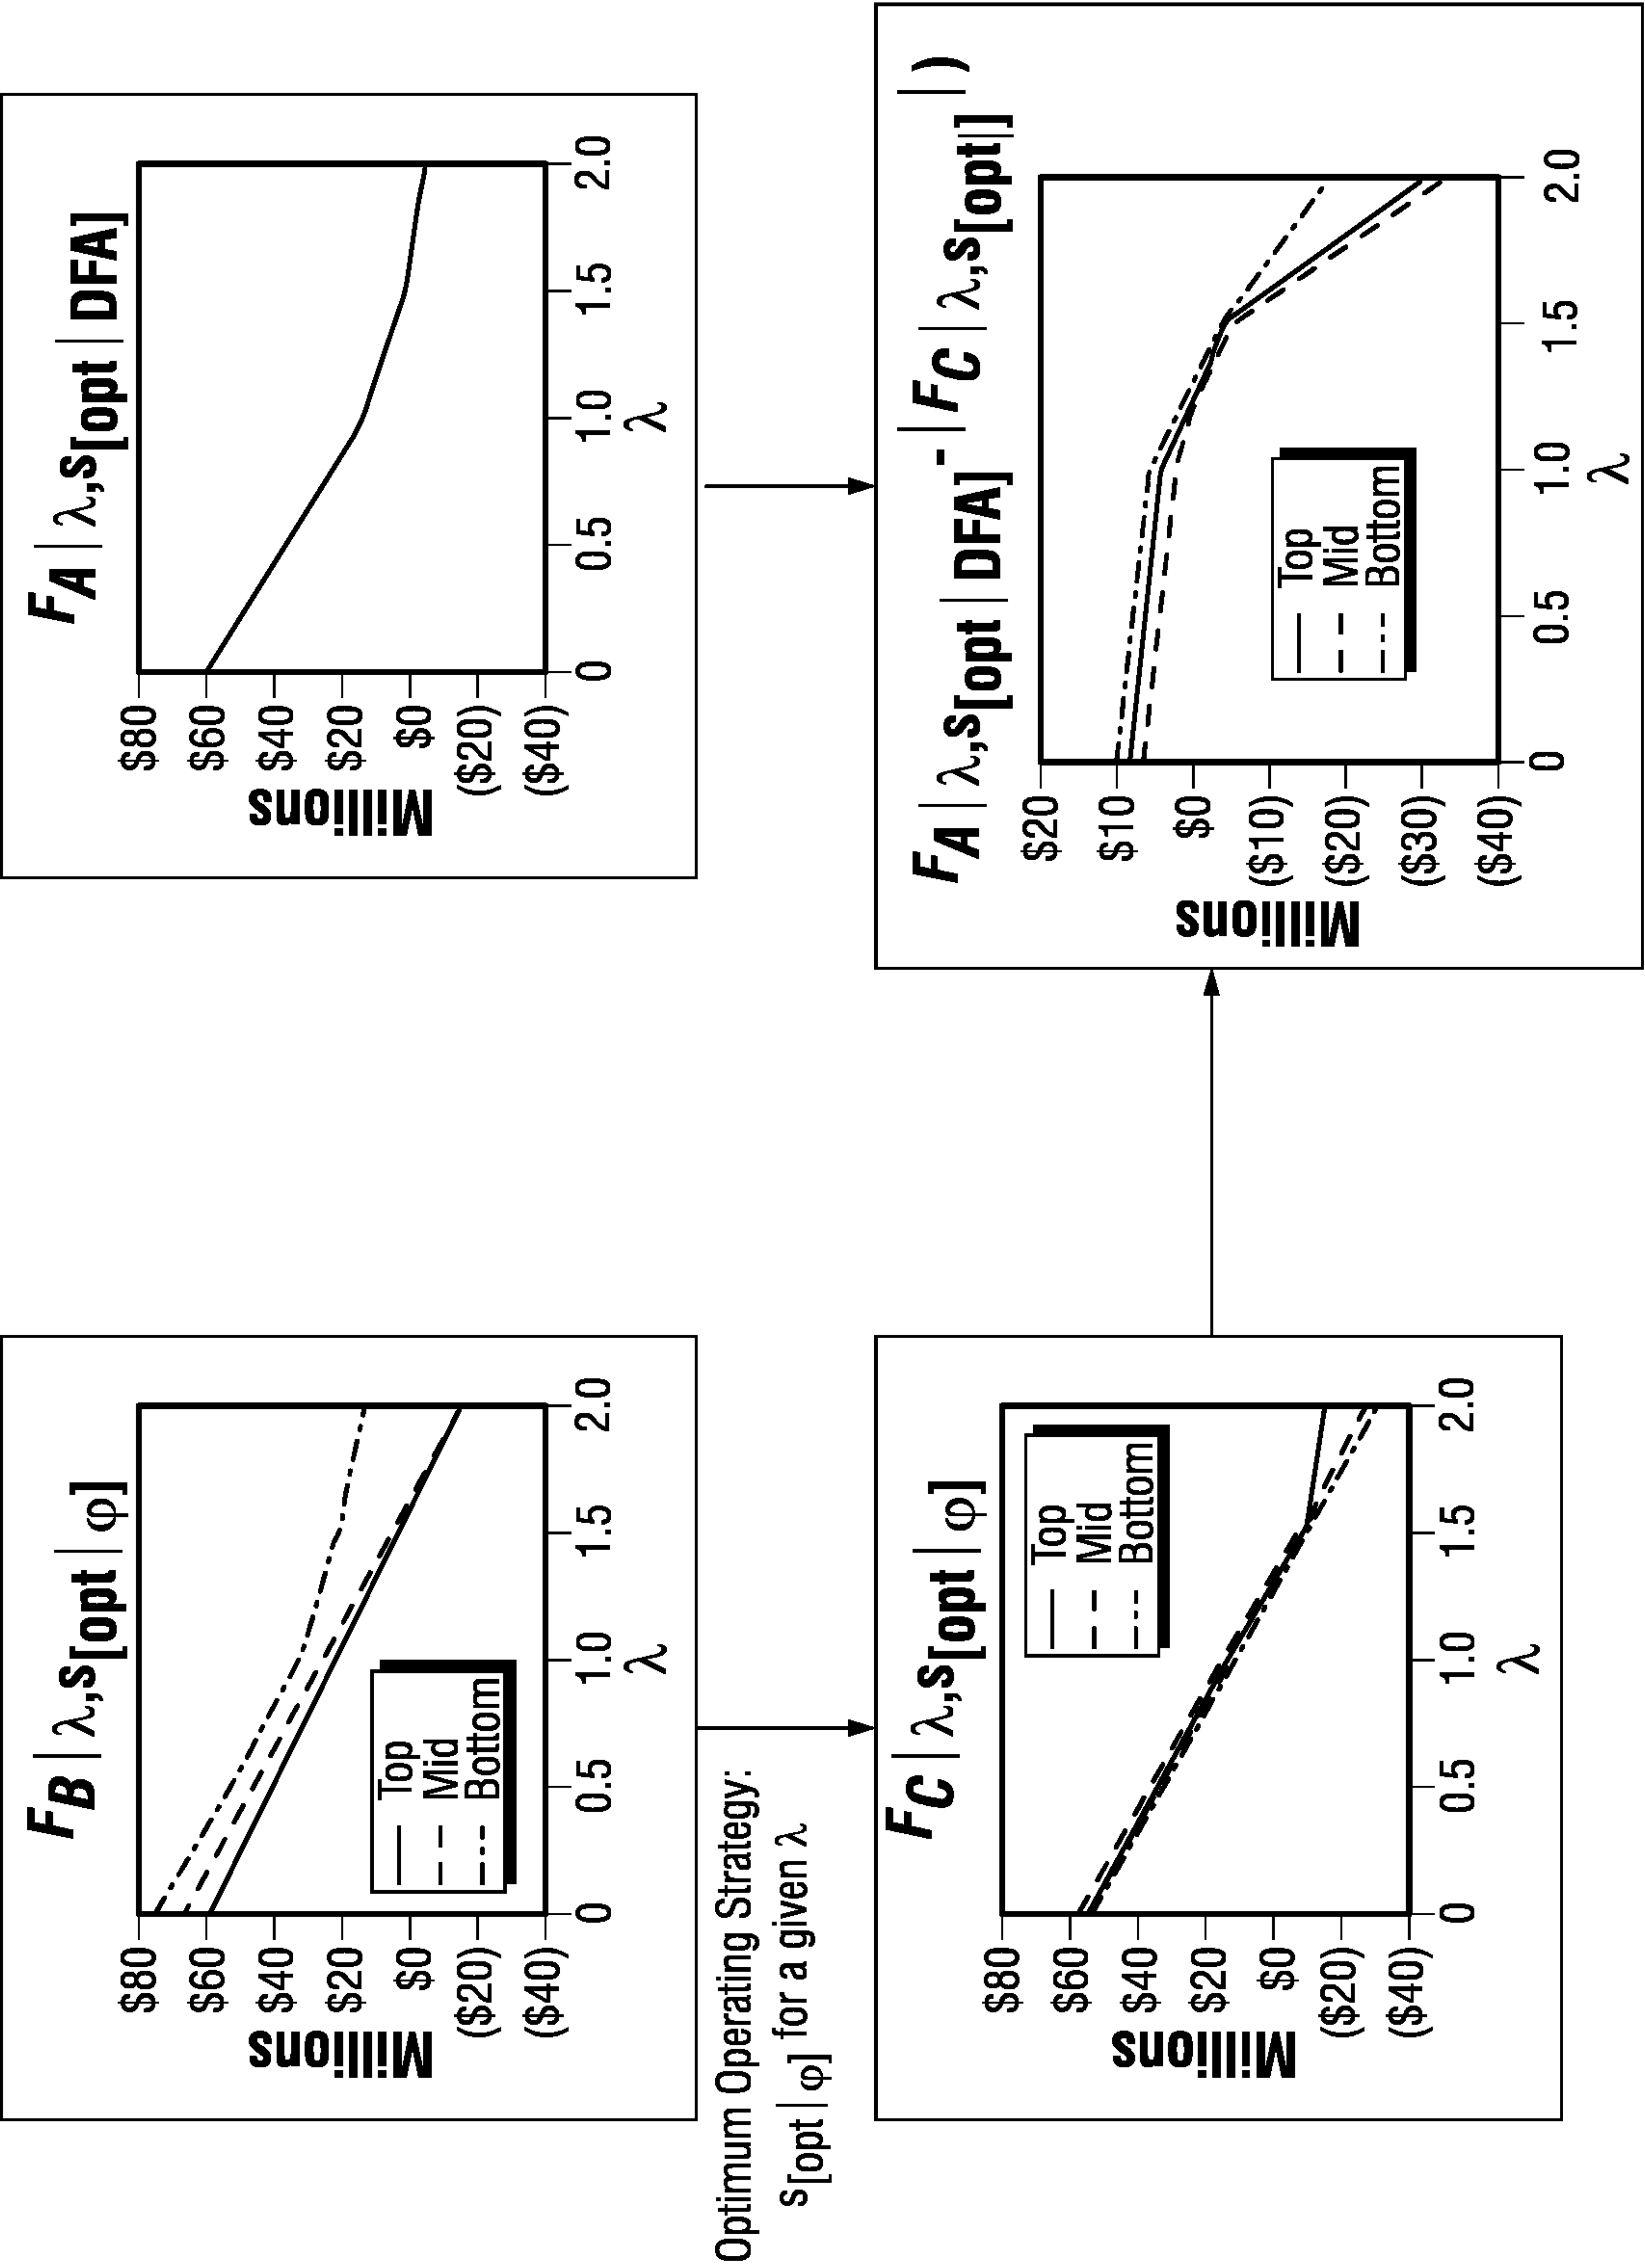 F_B | λ,s[opt | φ]
Millions
$80
$60
$40
$20
$0
($20)
($40)
Top
Mid
Bottom
0 0.5 1.0 1.5 2.0
λ
F_A | λ,s[opt | DFA]
Millions
$80
$60
$40
$20
$0
($20)
($40)
0 0.5 1.0 1.5 2.0
λ
Optimum Operating Strategy:
s[opt | φ] for a given λ
F_C | λ,s[opt | φ]
Millions
$80
$60
$40
$20
$0
($20)
($40)
Top
Mid
Bottom
0 0.5 1.0 1.5 2.0
λ
F_A | λ,s[opt | DFA]- | F_C | λ,s[opt|] | )
Millions
$20
$10
$0
($10)
($20)
($30)
($40)
Top
Mid
Bottom
0 0.5 1.0 1.5 2.0
λ